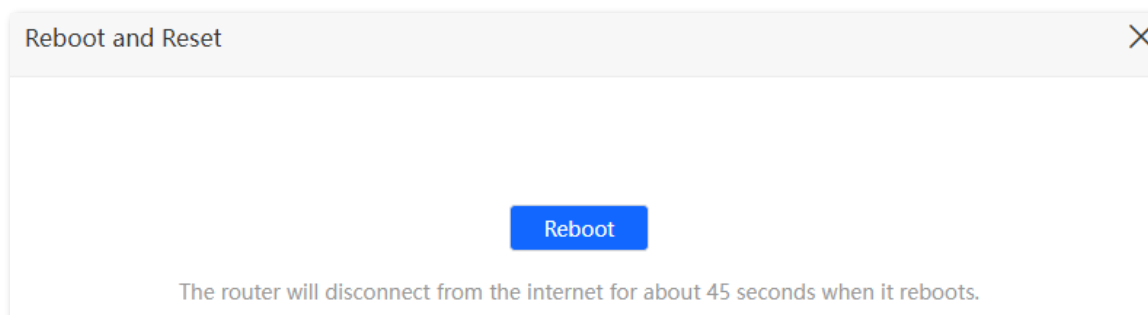 Reboot and Reset
Reboot
The router will disconnect from the internet for about 45 seconds when it reboots.